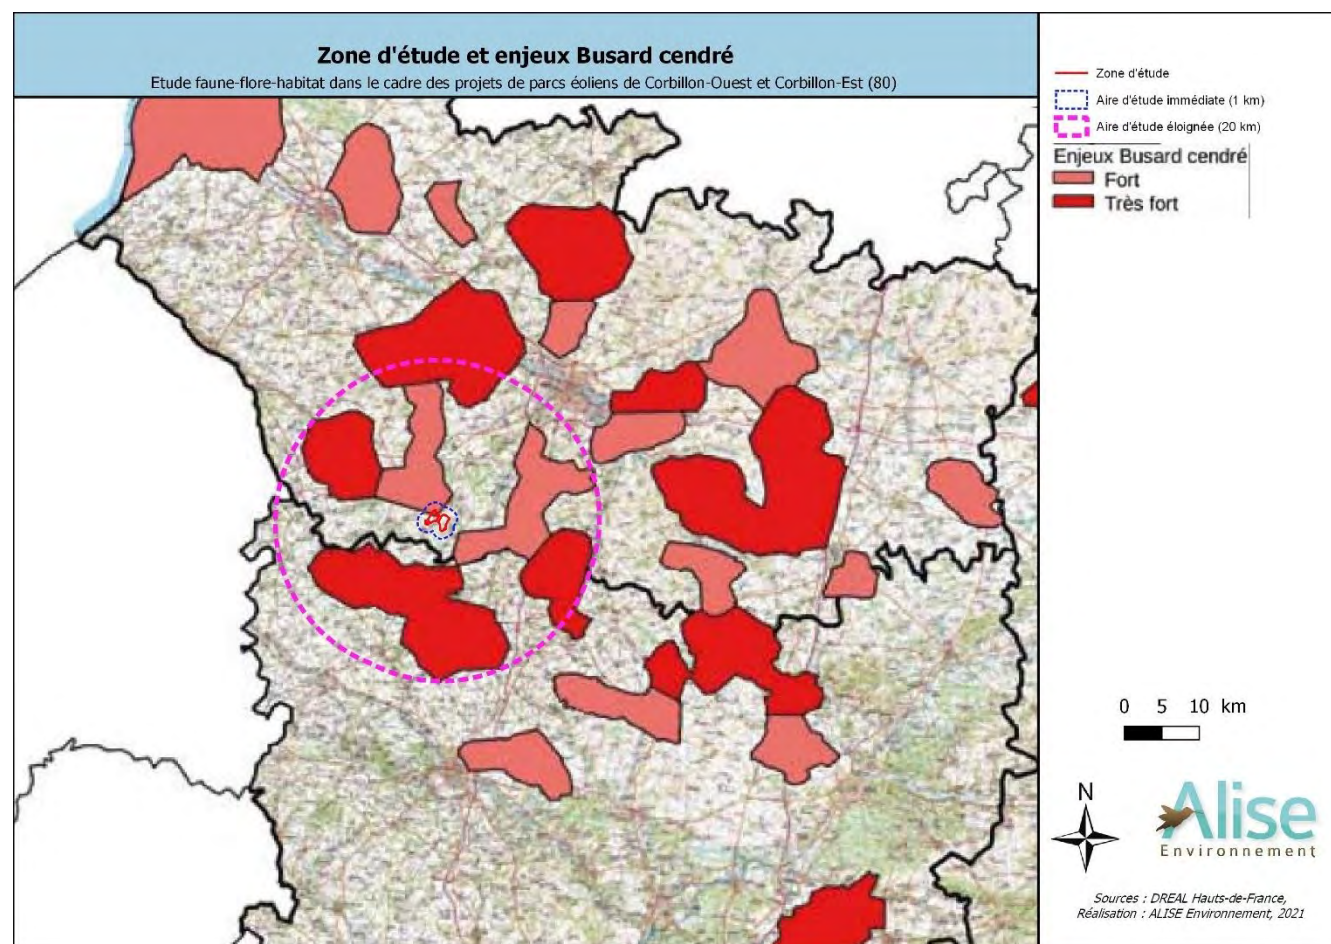 Zone d'étude et enjeux Busard cendré
Etude faune-flore-habitat dans le cadre des projets de parcs éoliens de Corbillon-Ouest et Corbillon-Est (80)
Zone d'étude
Aire d'étude immédiate (1 km)
Aire d'étude éloignée (20 km)
Enjeux Busard cendré
Fort
Très fort
0 5 10 km
N
Alise
Environnement
Sources : DREAL Hauts-de-France,
Réalisation : ALISE Environnement, 2021